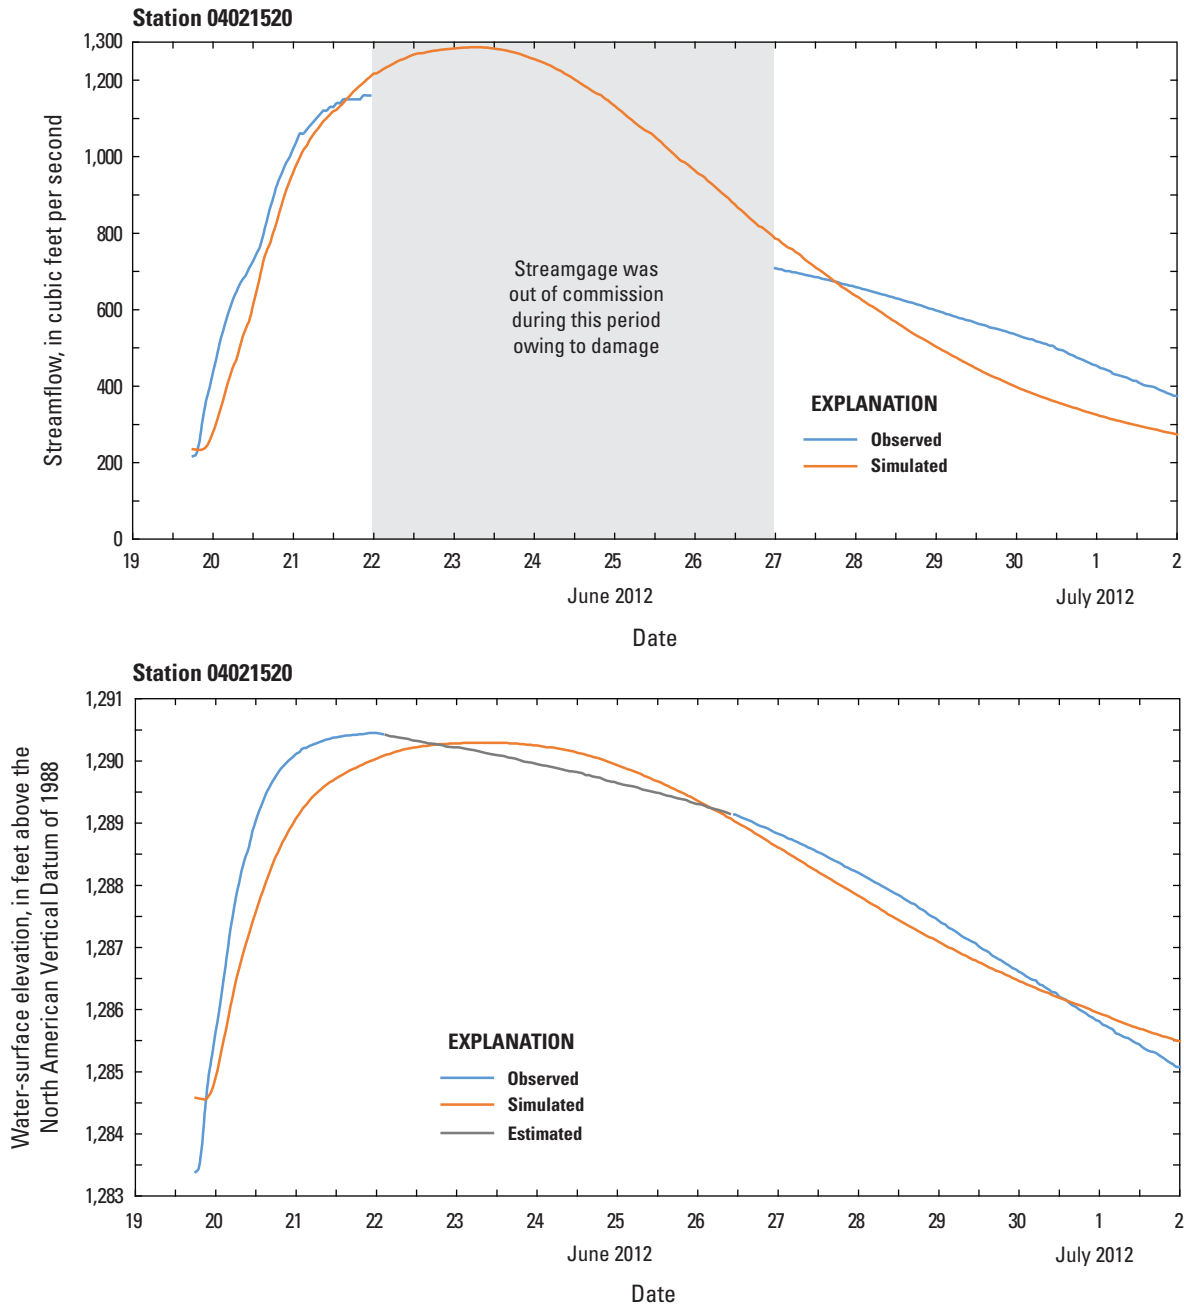 Station 04021520
1,300
1,200
1,000
800
600
400
200
0
Streamflow, in cubic feet per second
Streamgage was
out of commission
during this period
owing to damage
EXPLANATION
Observed
Simulated
19 20 21 22 23 24 25 26 27 28 29 30 1 2
June 2012 July 2012
Date
Station 04021520
1,291
1,290
1,289
1,288
1,287
1,286
1,285
1,284
1,283
Water-surface elevation, in feet above the
North American Vertical Datum of 1988
EXPLANATION
Observed
Simulated
Estimated
19 20 21 22 23 24 25 26 27 28 29 30 1 2
June 2012 July 2012
Date